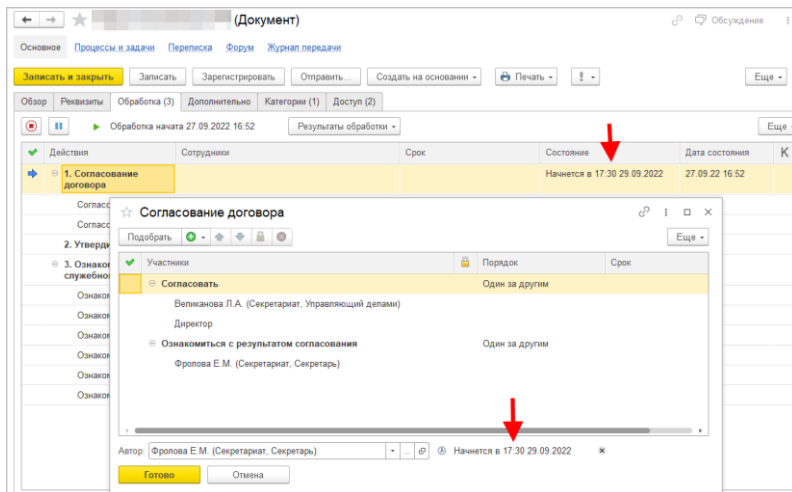 (Документ)
Обсуждение
Основное Процессы и задачи Переписка Форум Журнал передачи
Записать и закрыть Записать Зарегистрировать Отправить... Создать на основании Печать Еще
Обзор Реквизиты Обработка (3) Дополнительно Категории (1) Доступ (2)
Обработка начата 27.09.2022 16:52 Результаты обработки Еще
Действия Сотрудники Срок Состояние Дата состояния К
1. Согласование договора Начнется в 17:30 29.09.2022 27.09.22 16:52
Согласование договора
Подобрать Еще
Участники Порядок Срок
Согласовать Один за другим
Великанова Л.А. (Секретариат, Управляющий делами)
Директор
Ознакомиться с результатом согласования Один за другим
Фролова Е.М. (Секретариат, Секретарь)
2. Утверди
3. Ознаком
служебно
Ознаком
Ознаком
Ознаком
Ознаком
Ознаком
Ознаком
Автор: Фролова Е.М. (Секретариат, Секретарь) Начнется в 17:30 29.09.2022
Готово Отмена